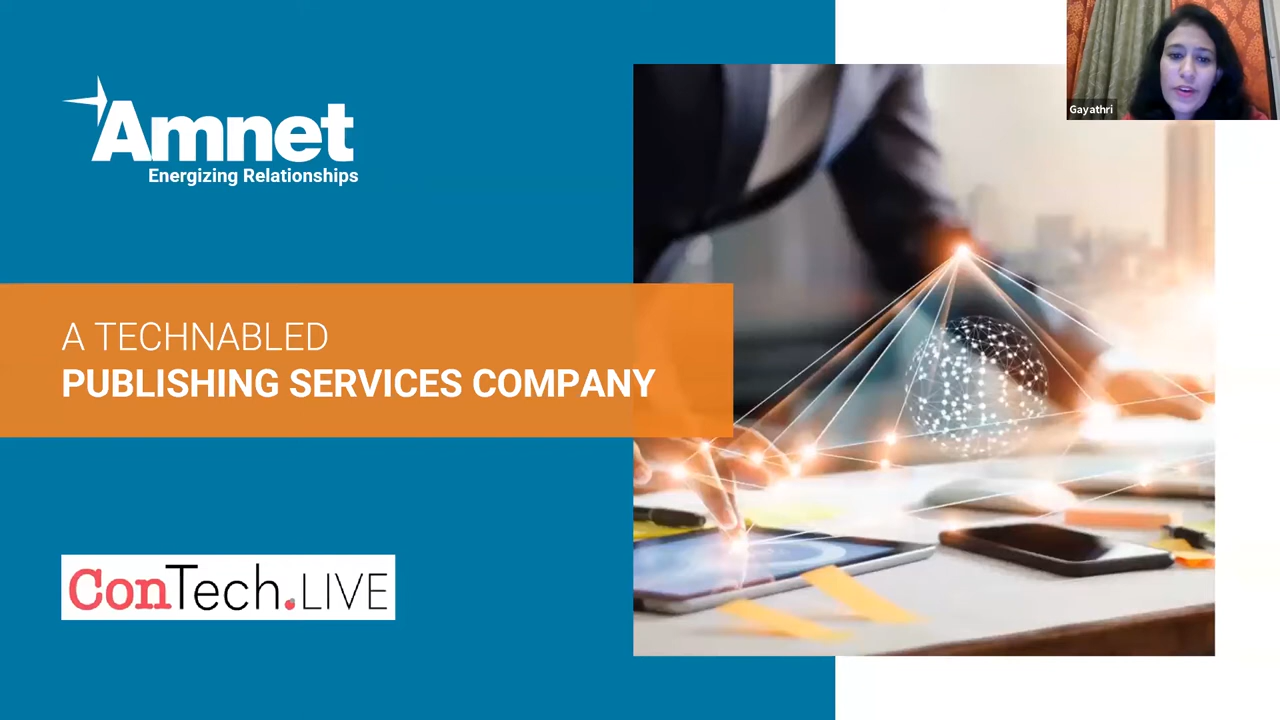 Amnet
Energizing Relationships
Gayathri
A TECHNABLED
PUBLISHING SERVICES COMPANY
ConTech.LIVE